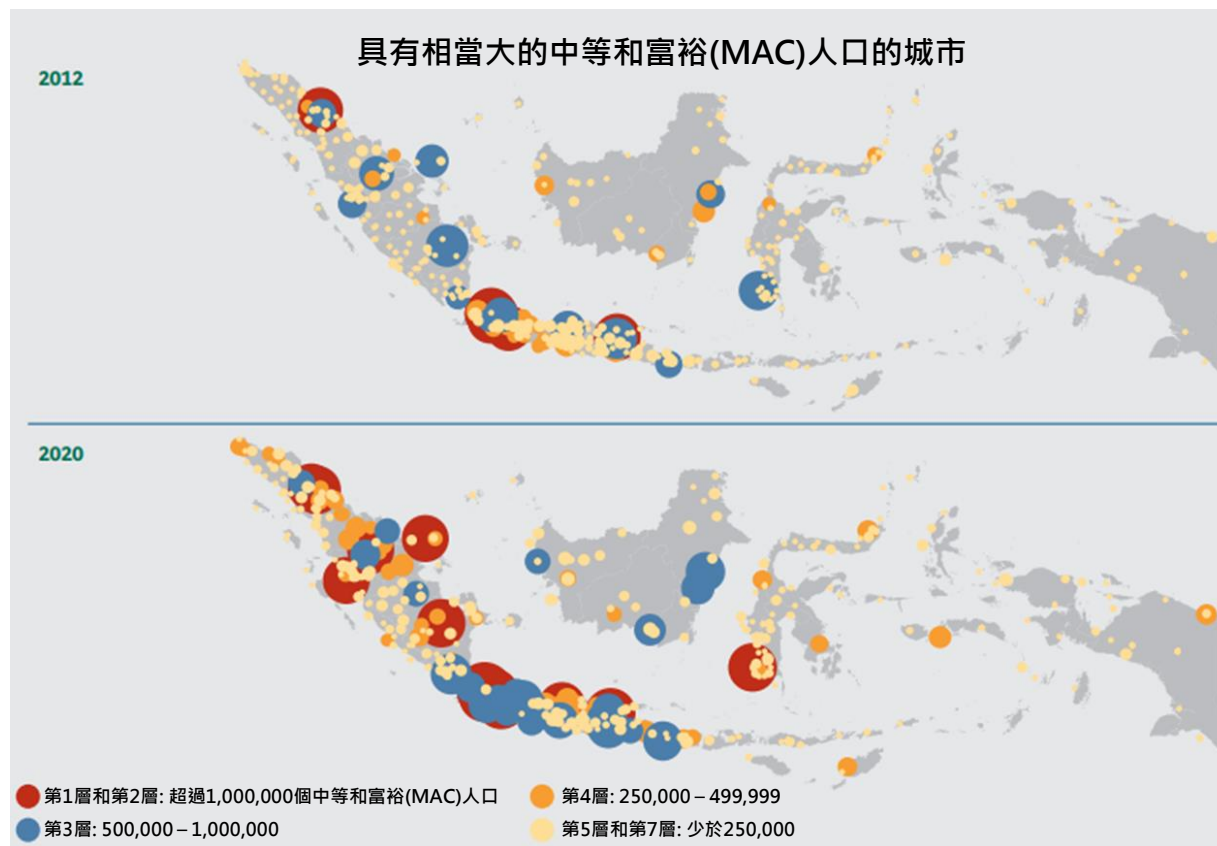 具有相當大的中等和富裕(MAC)人口的城市
2012
2020
第1層和第2層: 超過1,000,000個中等和富裕(MAC)人口
第4層: 250,000 – 499,999
第3層: 500,000 – 1,000,000
第5層和第7層: 少於250,000